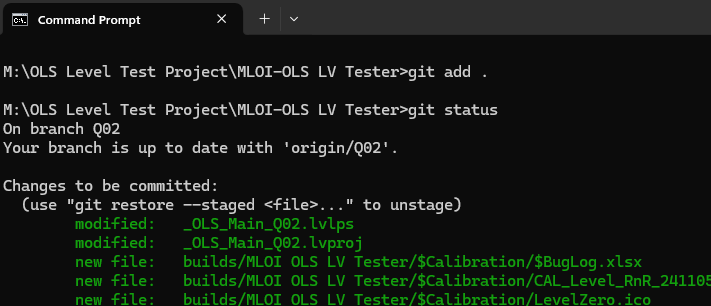 Command Prompt
M:\OLS Level Test Project\MLOI-OLS LV Tester>git add .
M:\OLS Level Test Project\MLOI-OLS LV Tester>git status
On branch Q02
Your branch is up to date with 'origin/Q02'.
Changes to be committed:
(use "git restore --staged <file>..." to unstage)
modified: _OLS_Main_Q02.lvlps
modified: _OLS_Main_Q02.lvproj
new file: builds/MLOI OLS LV Tester/$Calibration/$BugLog.xlsx
new file: builds/MLOI OLS LV Tester/$Calibration/CAL_Level_RnR_241105
new file: builds/MLOI OLS LV Tester/$Calibration/LevelZero.ico